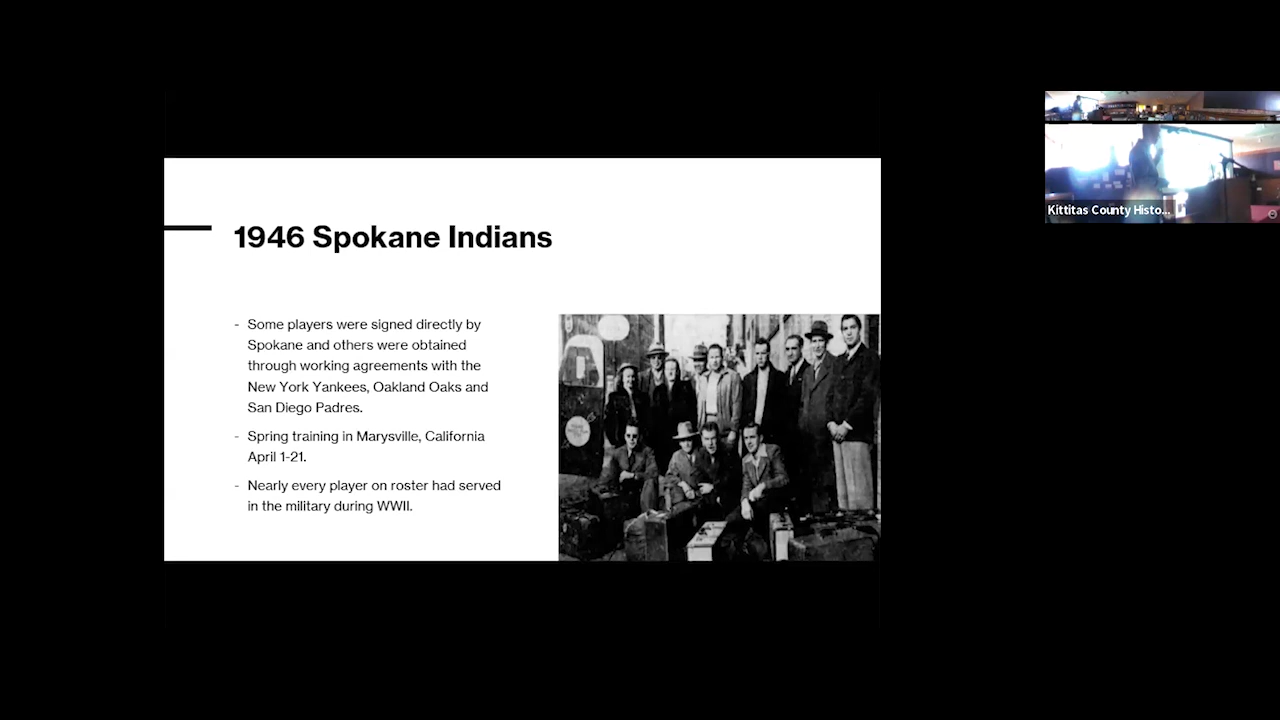 1946 Spokane Indians
- Some players were signed directly by
Spokane and others were obtained
through working agreements with the
New York Yankees, Oakland Oaks and
San Diego Padres.
- Spring training in Marysville, California
April 1-21.
- Nearly every player on roster had served
in the military during WWII.
Kittitas County Histo...